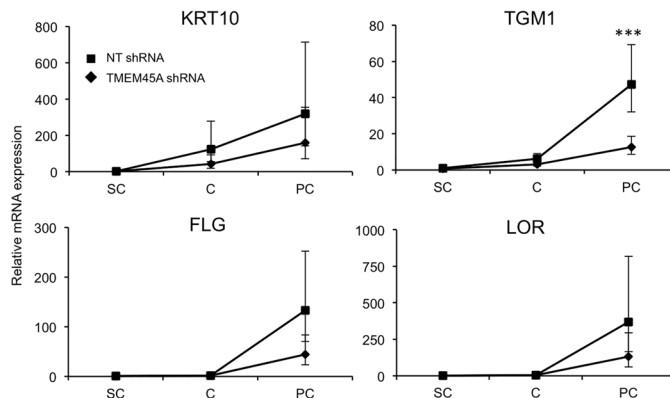 KRT10
800
600
400
200
0
NT shRNA
TMEM45A shRNA
SC C PC
TGM1
80
60
40
20
0
***
SC C PC
Relative mRNA expression
FLG
300
200
100
0
SC C PC
LOR
1000
750
500
250
0
SC C PC